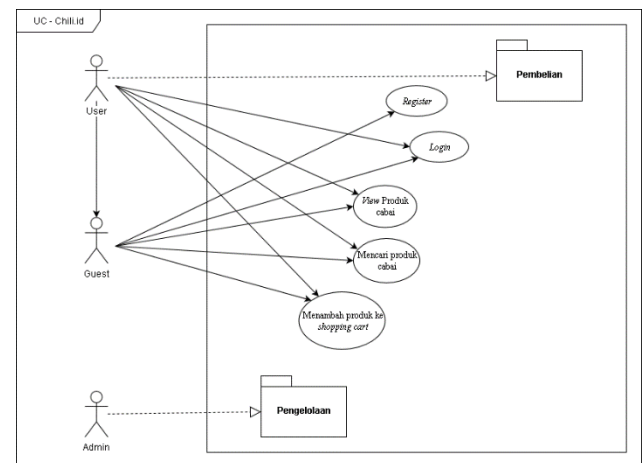 UC - Chili.id
User
Pembelian
Register
Login
View Produk
cabai
Guest
Mencari produk
cabai
Menambah produk ke
shopping cart
Admin
Pengelolaan